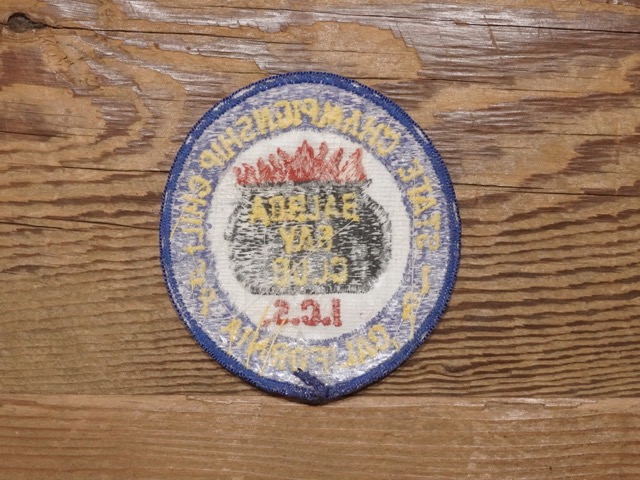 STATE CHAMPIONSHIP CHILI
BALBOA
BAY
CLUB
I.C.S.
CALIFORNIA